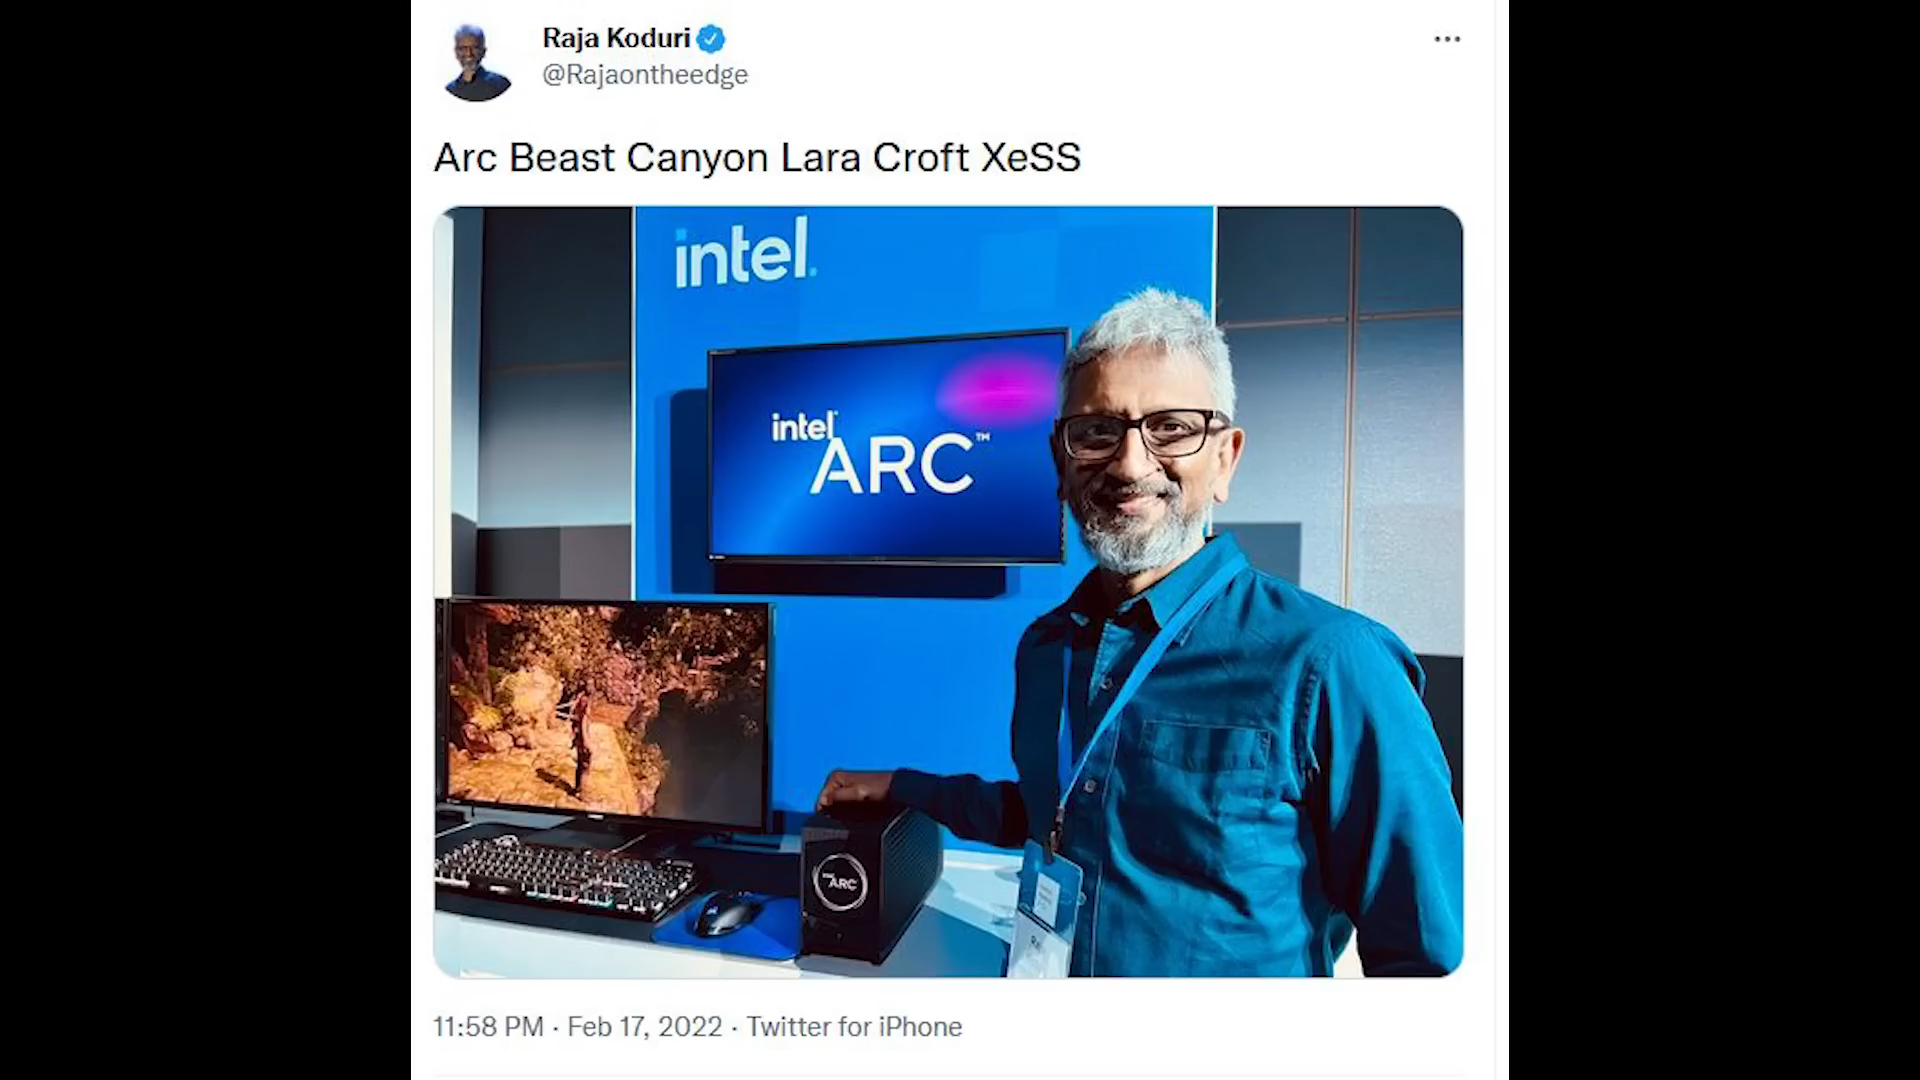 Raja Koduri
@Rajaontheedge
Arc Beast Canyon Lara Croft XeSS
intel.
intel
ARC™
ARC
11:58 PM · Feb 17, 2022 · Twitter for iPhone